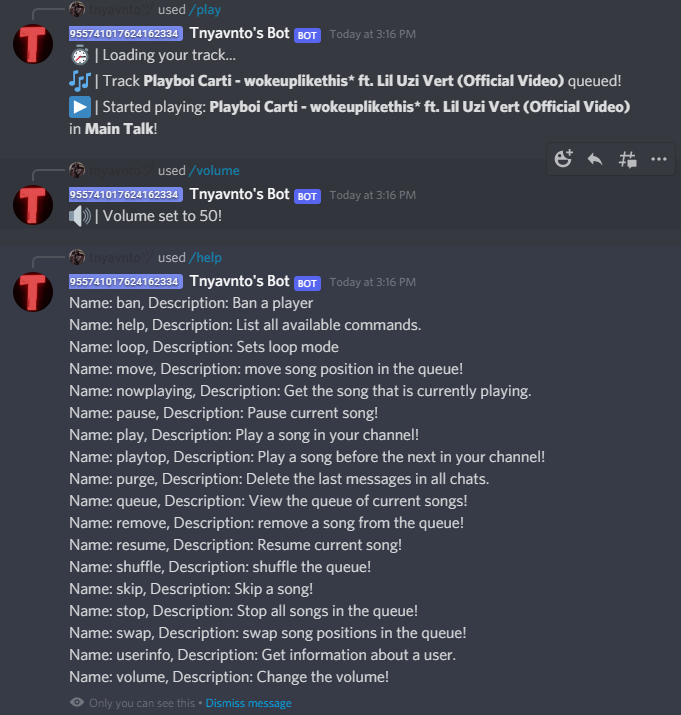 tnyavnto used /play
955741017624162334 Tnyavnto's Bot BOT Today at 3:16 PM
| Loading your track...
| Track Playboi Carti - wokeuplikethis* ft. Lil Uzi Vert (Official Video) queued!
| Started playing: Playboi Carti - wokeuplikethis* ft. Lil Uzi Vert (Official Video)
in Main Talk!
tnyavnto used /volume
T 955741017624162334 Tnyavnto's Bot BOT Today at 3:16 PM
| Volume set to 50!
tnyavnto used /help
T 955741017624162334 Tnyavnto's Bot BOT Today at 3:16 PM
Name: ban, Description: Ban a player
Name: help, Description: List all available commands.
Name: loop, Description: Sets loop mode
Name: move, Description: move song position in the queue!
Name: nowplaying, Description: Get the song that is currently playing.
Name: pause, Description: Pause current song!
Name: play, Description: Play a song in your channel!
Name: playtop, Description: Play a song before the next in your channel!
Name: purge, Description: Delete the last messages in all chats.
Name: queue, Description: View the queue of current songs!
Name: remove, Description: remove a song from the queue!
Name: resume, Description: Resume current song!
Name: shuffle, Description: shuffle the queue!
Name: skip, Description: Skip a song!
Name: stop, Description: Stop all songs in the queue!
Name: swap, Description: swap song positions in the queue!
Name: userinfo, Description: Get information about a user.
Name: volume, Description: Change the volume!
Only you can see this • Dismiss message